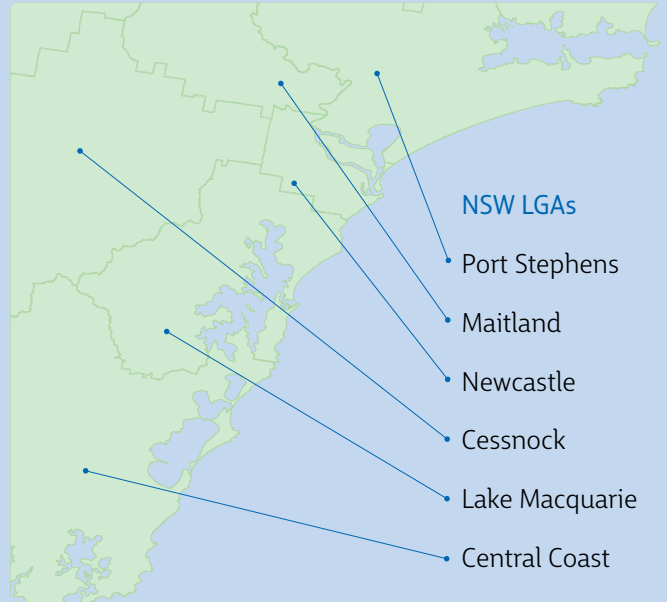 NSW LGAs
Port Stephens
Maitland
Newcastle
Cessnock
Lake Macquarie
Central Coast